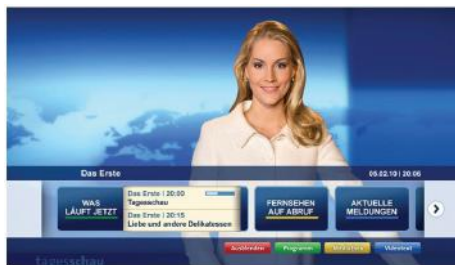 Das Erste
05.02.10 | 20:06
WAS
LÄUFT JETZT
Das Erste | 20:00
Tagesschau
Das Erste | 20:15
Liebe und andere Delikatessen
FERNSEHEN
AUF ABRUF
AKTUELLE
MELDUNGEN
Ausblenden
Programm
Mediathek
Videotext
tagesschau